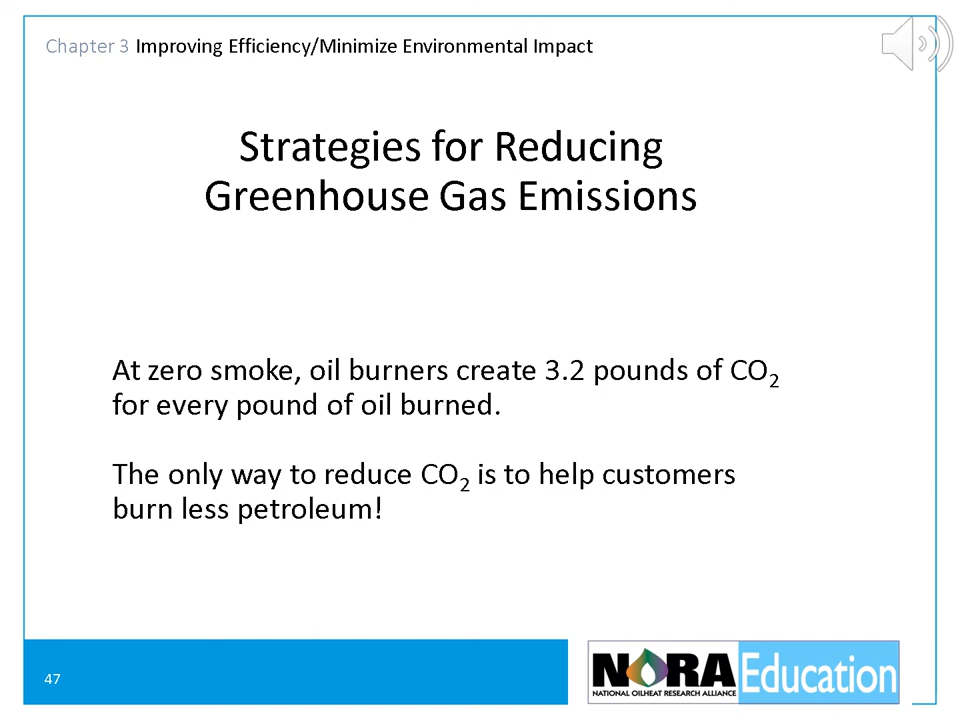 Chapter 3 Improving Efficiency/Minimize Environmental Impact
Strategies for Reducing
Greenhouse Gas Emissions
At zero smoke, oil burners create 3.2 pounds of CO₂
for every pound of oil burned.
The only way to reduce CO₂ is to help customers
burn less petroleum!
47
NORA Education
NATIONAL OILHEAT RESEARCH ALLIANCE